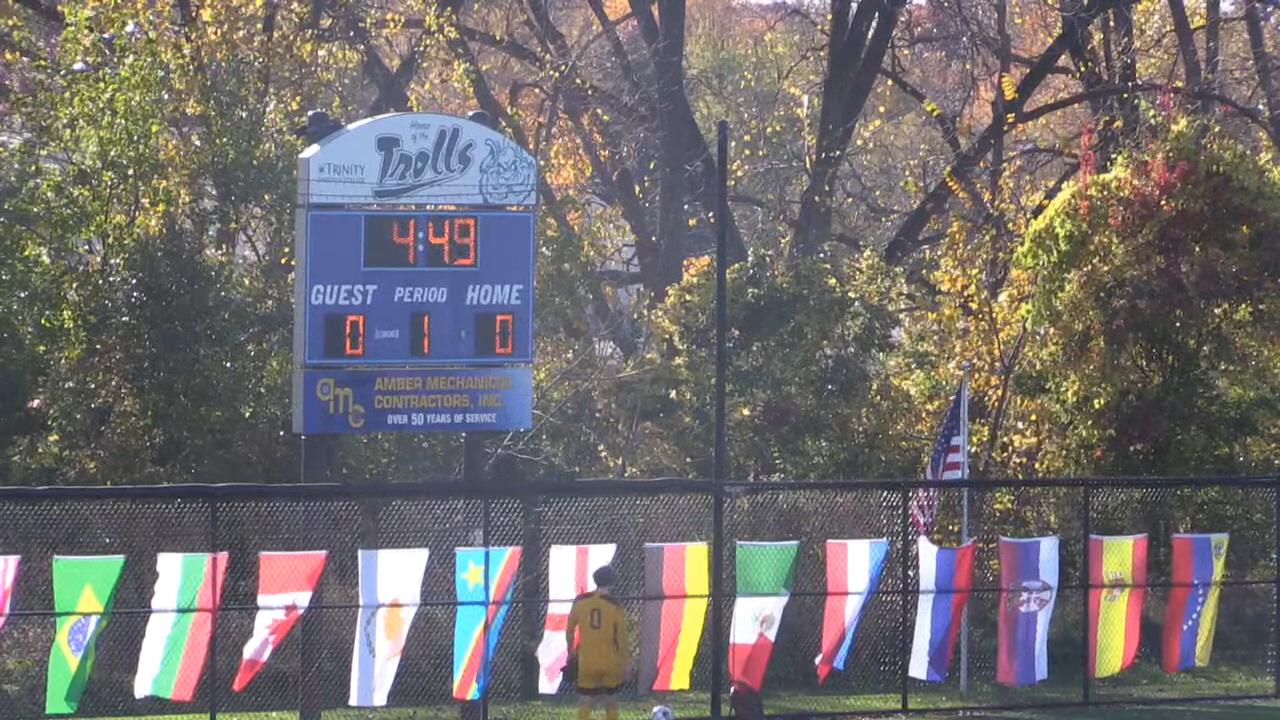 Home
of the
Trolls
TRINITY
4:49
GUEST PERIOD HOME
0 1 0
amc
AMBER MECHANICAL
CONTRACTORS, INC.
OVER 50 YEARS OF SERVICE
0